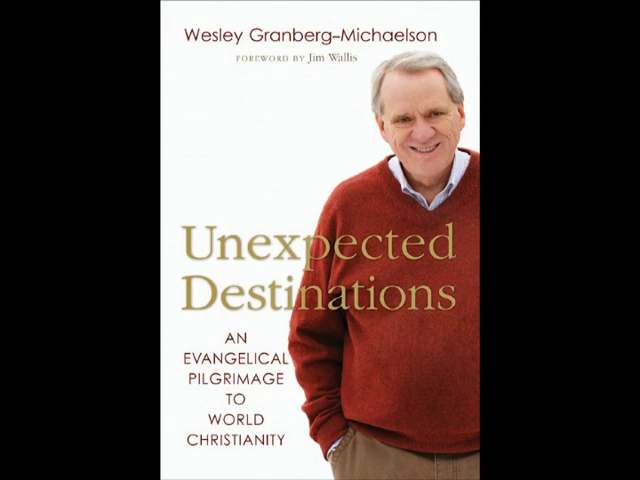 Wesley Granberg–Michaelson
FOREWORD BY Jim Wallis
Unexpected
Destinations
AN
EVANGELICAL
PILGRIMAGE
TO
WORLD
CHRISTIANITY